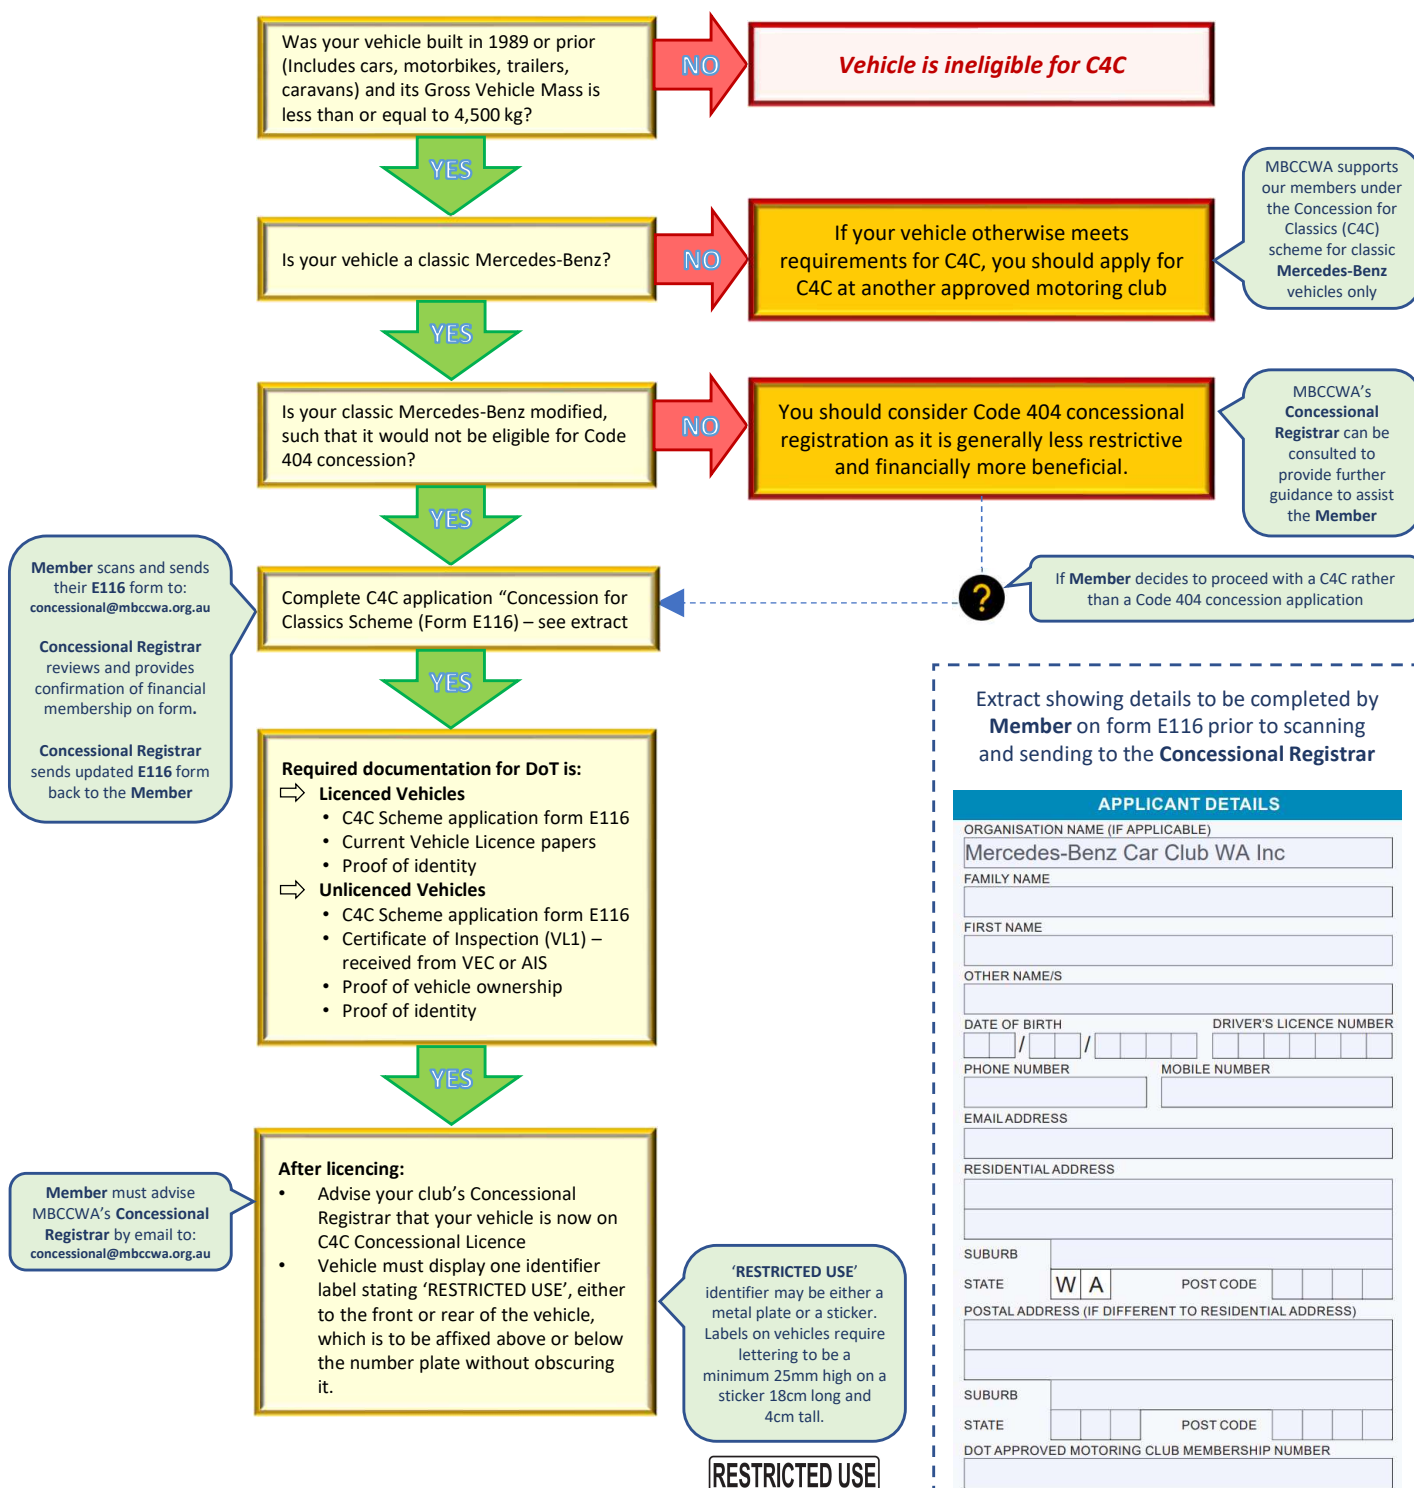 Was your vehicle built in 1989 or prior
(Includes cars, motorbikes, trailers,
caravans) and its Gross Vehicle Mass is
less than or equal to 4,500 kg?
NO
Vehicle is ineligible for C4C
YES
Is your vehicle a classic Mercedes-Benz?
NO
If your vehicle otherwise meets
requirements for C4C, you should apply for
C4C at another approved motoring club
MBCCWA supports
our members under
the Concession for
Classics (C4C)
scheme for classic
Mercedes-Benz
vehicles only
YES
Is your classic Mercedes-Benz modified,
such that it would not be eligible for Code
404 concession?
NO
You should consider Code 404 concessional
registration as it is generally less restrictive
and financially more beneficial.
MBCCWA's
Concessional
Registrar can be
consulted to
provide further
guidance to assist
the Member
YES
Member scans and sends
their E116 form to:
concessional@mbccwa.org.au
Concessional Registrar
reviews and provides
confirmation of financial
membership on form.
Concessional Registrar
sends updated E116 form
back to the Member
Complete C4C application “Concession for
Classics Scheme (Form E116) – see extract
?
If Member decides to proceed with a C4C rather
than a Code 404 concession application
YES
Required documentation for DoT is:
Licenced Vehicles
• C4C Scheme application form E116
• Current Vehicle Licence papers
• Proof of identity
Unlicenced Vehicles
• C4C Scheme application form E116
• Certificate of Inspection (VL1) –
received from VEC or AIS
• Proof of vehicle ownership
• Proof of identity
YES
After licencing:
• Advise your club's Concessional
Registrar that your vehicle is now on
C4C Concessional Licence
• Vehicle must display one identifier
label stating ‘RESTRICTED USE’, either
to the front or rear of the vehicle,
which is to be affixed above or below
the number plate without obscuring
it.
Member must advise
MBCCWA's Concessional
Registrar by email to:
concessional@mbccwa.org.au
‘RESTRICTED USE’
identifier may be either a
metal plate or a sticker.
Labels on vehicles require
lettering to be a
minimum 25mm high on a
sticker 18cm long and
4cm tall.
RESTRICTED USE
Extract showing details to be completed by
Member on form E116 prior to scanning
and sending to the Concessional Registrar
APPLICANT DETAILS
ORGANISATION NAME (IF APPLICABLE)
Mercedes-Benz Car Club WA Inc
FAMILY NAME
FIRST NAME
OTHER NAME/S
DATE OF BIRTH DRIVER'S LICENCE NUMBER
/ /
PHONE NUMBER MOBILE NUMBER
EMAIL ADDRESS
RESIDENTIAL ADDRESS
SUBURB
STATE W A POST CODE
POSTAL ADDRESS (IF DIFFERENT TO RESIDENTIAL ADDRESS)
SUBURB
STATE POST CODE
DOT APPROVED MOTORING CLUB MEMBERSHIP NUMBER